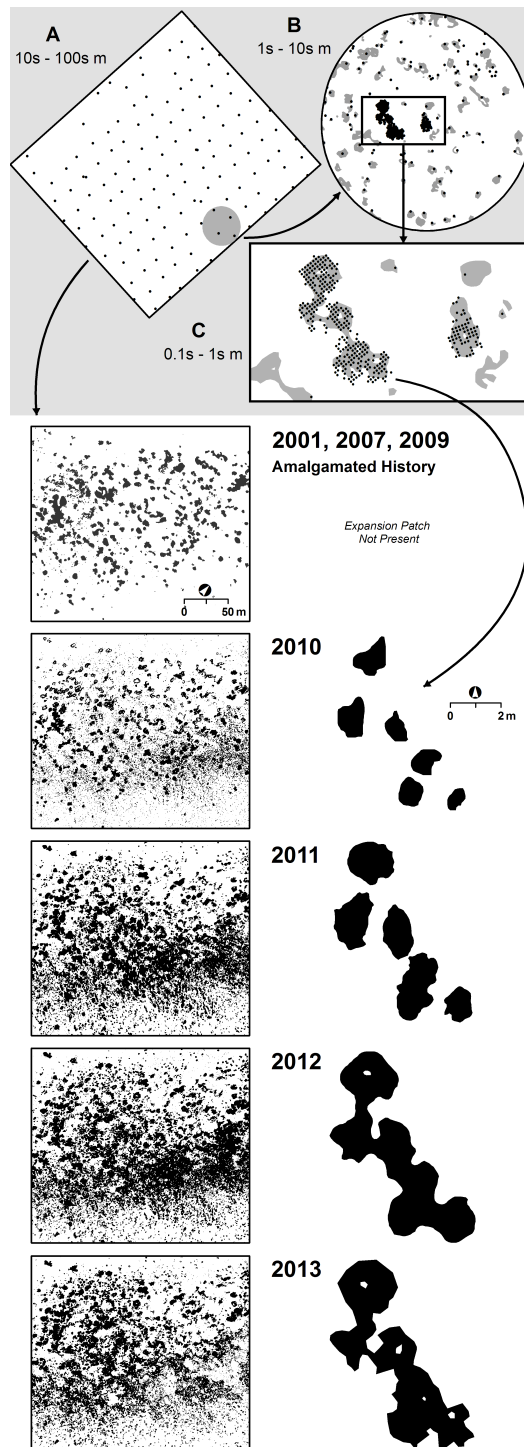 A
10s - 100s m
B
1s - 10s m
C
0.1s - 1s m
2001, 2007, 2009
Amalgamated History
Expansion Patch
Not Present
0 50 m
2010
0 2 m
2011
2012
2013